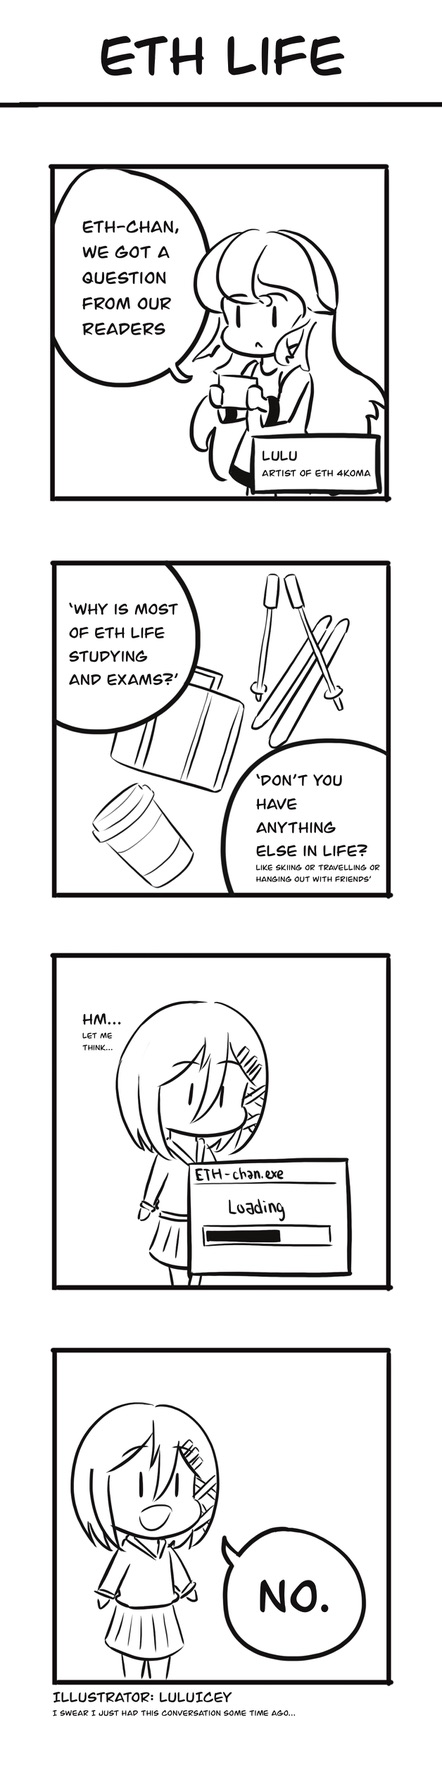 ETH LIFE
ETH-CHAN,
WE GOT A
QUESTION
FROM OUR
READERS
LULU
ARTIST OF ETH 4KOMA
'WHY IS MOST
OF ETH LIFE
STUDYING
AND EXAMS?'
'DON'T YOU
HAVE
ANYTHING
ELSE IN LIFE?
LIKE SKIING OR TRAVELLING OR
HANGING OUT WITH FRIENDS'
HM...
LET ME
THINK...
ETH-chan.exe
Loading
NO.
ILLUSTRATOR: LULUICEY
I SWEAR I JUST HAD THIS CONVERSATION SOME TIME AGO...